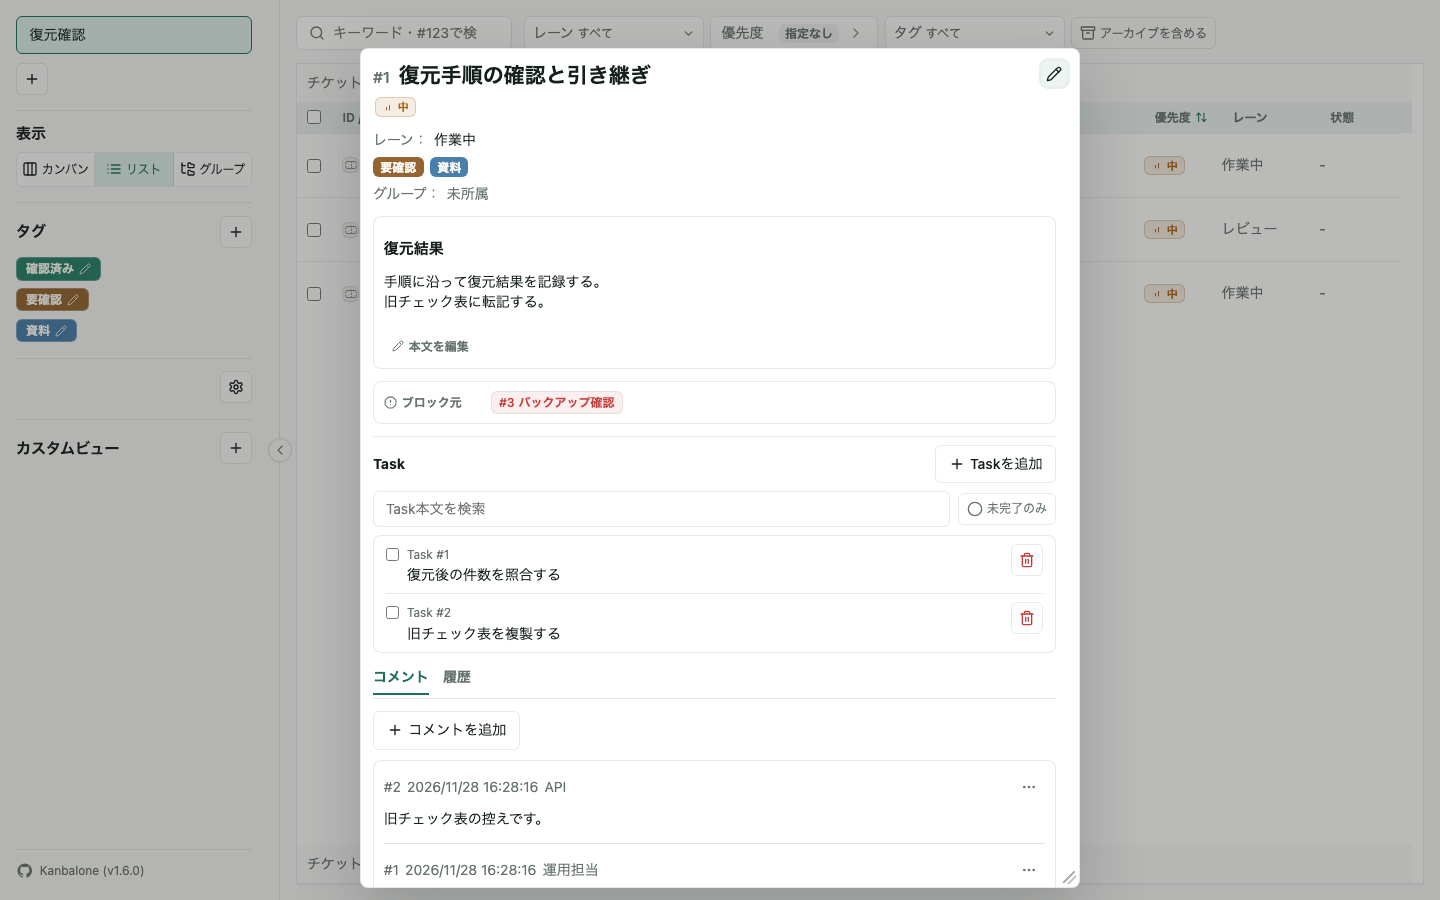 復元確認
表示
カンバン
リスト
グループ
タグ
確認済み
要確認
資料
カスタムビュー
Kanbalone (v1.6.0)
キーワード・#123で検
レーン すべて
優先度 指定なし
タグ すべて
アーカイブを含める
チケット
ID
優先度
レーン
状態
中
作業中
-
中
レビュー
-
中
作業中
-
チケット
#1 復元手順の確認と引き継ぎ
中
レーン： 作業中
要確認 資料
グループ： 未所属
復元結果
手順に沿って復元結果を記録する。
旧チェック表に転記する。
本文を編集
ブロック元 #3 バックアップ確認
Task
Taskを追加
Task本文を検索
未完了のみ
Task #1
復元後の件数を照合する
Task #2
旧チェック表を複製する
コメント 履歴
コメントを追加
#2 2026/11/28 16:28:16 API
旧チェック表の控えです。
#1 2026/11/28 16:28:16 運用担当